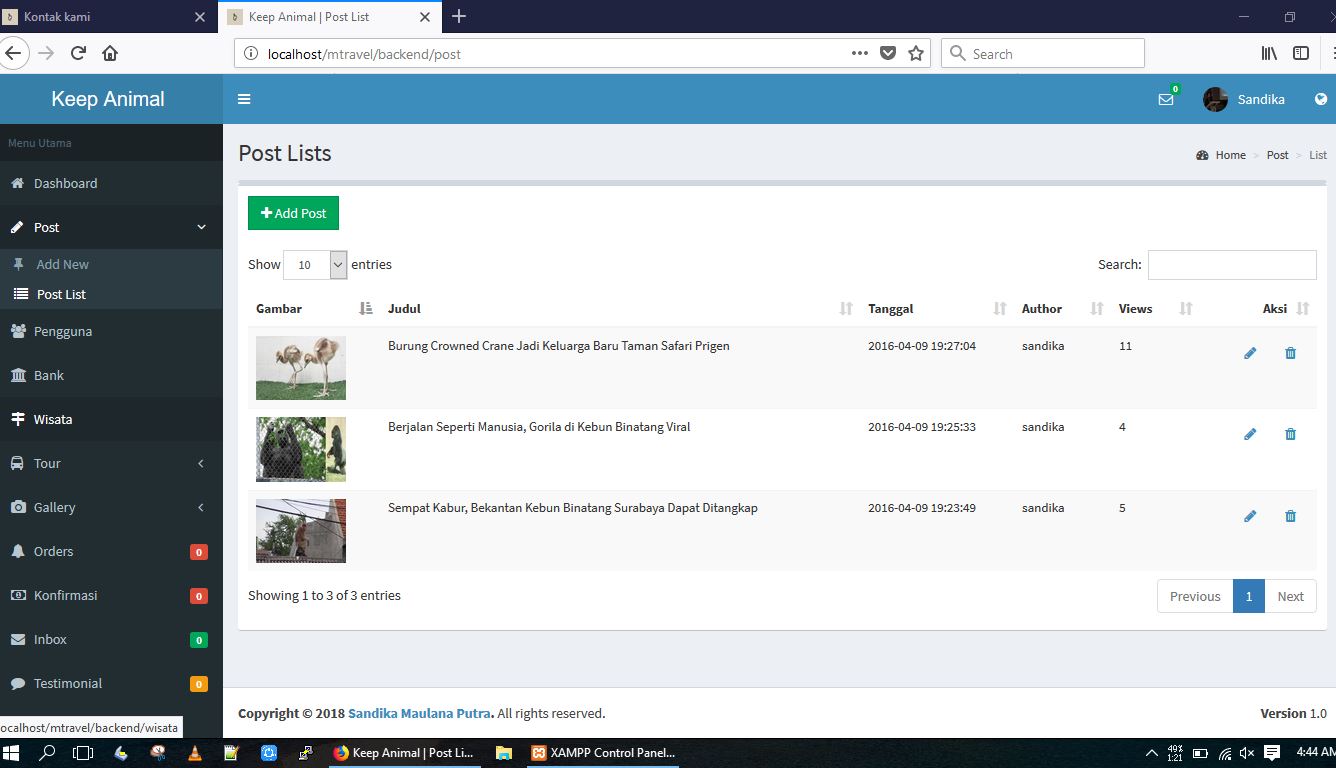 Kontak kami
Keep Animal | Post List
localhost/mtravel/backend/post
Search
Keep Animal
0
Sandika
Menu Utama
Dashboard
Post
Add New
Post List
Pengguna
Bank
Wisata
Tour
Gallery
Orders 0
Konfirmasi 0
Inbox 0
Testimonial 0
Post Lists
Home > Post > List
Add Post
Show 10 entries
Search:
Gambar Judul Tanggal Author Views Aksi
Burung Crowned Crane Jadi Keluarga Baru Taman Safari Prigen 2016-04-09 19:27:04 sandika 11
Berjalan Seperti Manusia, Gorila di Kebun Binatang Viral 2016-04-09 19:25:33 sandika 4
Sempat Kabur, Bekantan Kebun Binatang Surabaya Dapat Ditangkap 2016-04-09 19:23:49 sandika 5
Showing 1 to 3 of 3 entries
Previous 1 Next
Copyright © 2018 Sandika Maulana Putra. All rights reserved.
Version 1.0
ocalhost/mtravel/backend/wisata
Keep Animal | Post Li...
XAMPP Control Panel...
49%
1:21
4:44 AM